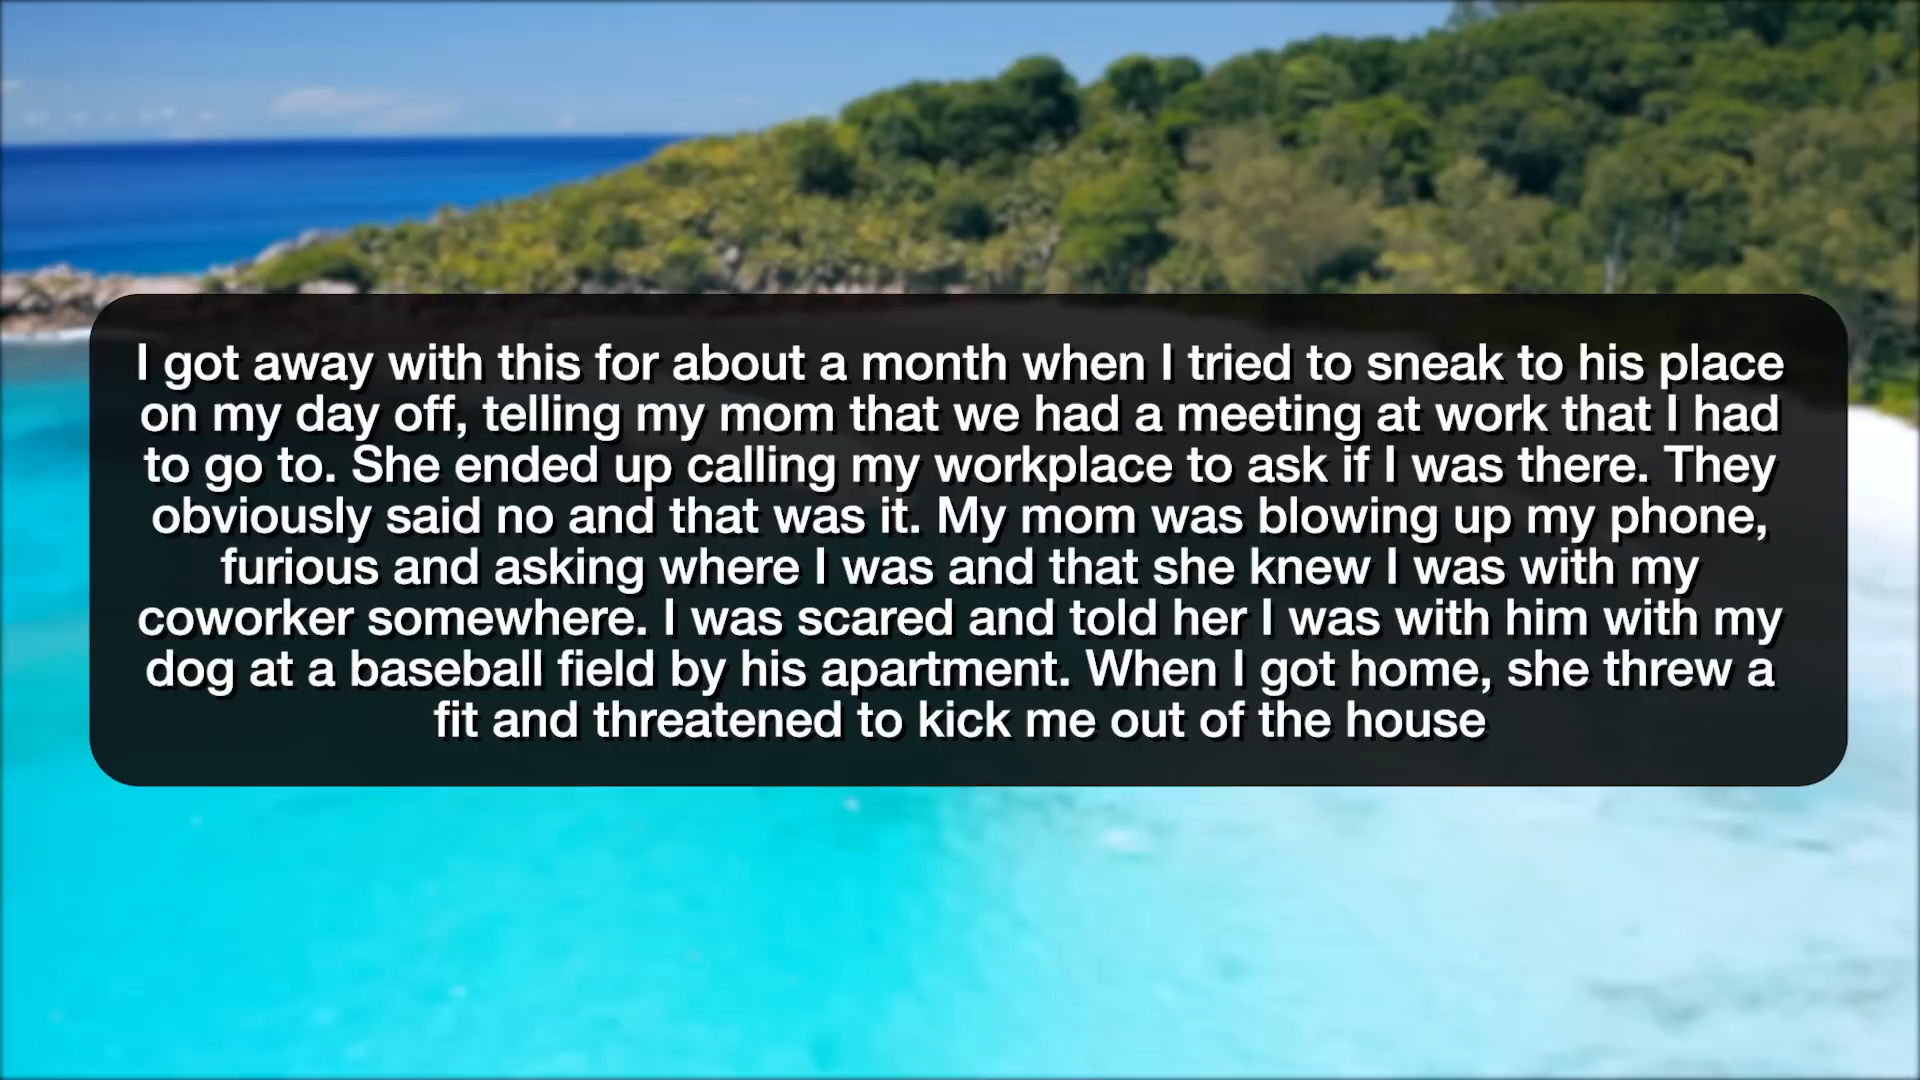 I got away with this for about a month when I tried to sneak to his place
on my day off, telling my mom that we had a meeting at work that I had
to go to. She ended up calling my workplace to ask if I was there. They
obviously said no and that was it. My mom was blowing up my phone,
furious and asking where I was and that she knew I was with my
coworker somewhere. I was scared and told her I was with him with my
dog at a baseball field by his apartment. When I got home, she threw a
fit and threatened to kick me out of the house